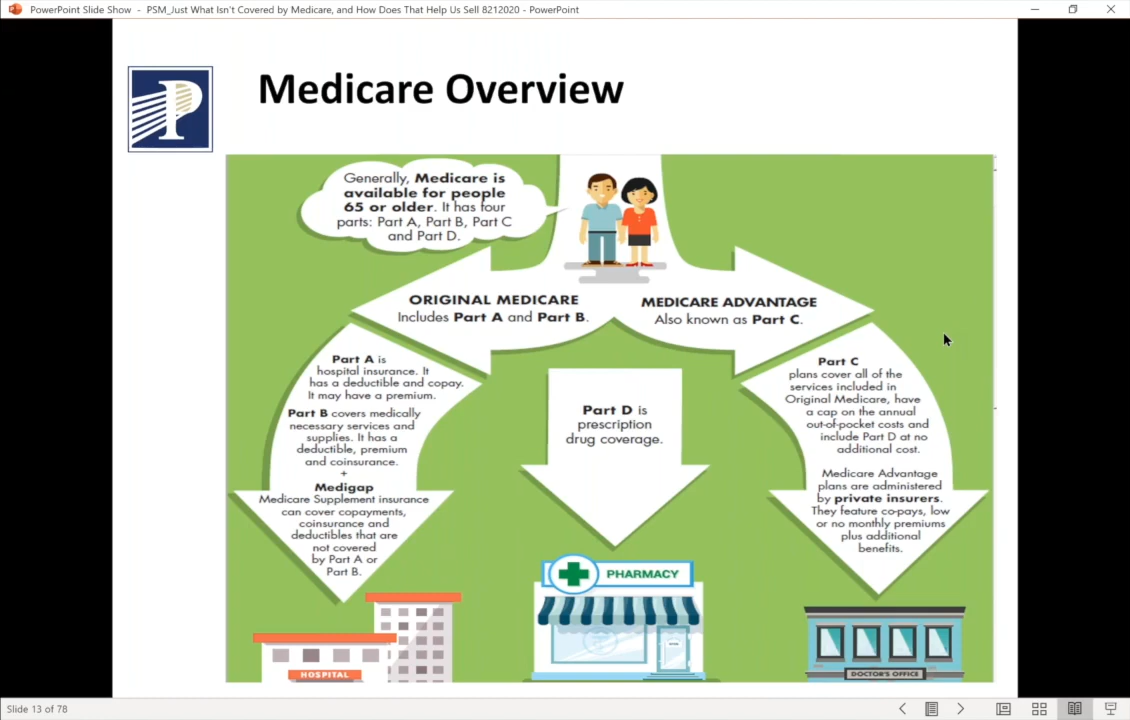 PowerPoint Slide Show - PSM_Just What Isn't Covered by Medicare, and How Does That Help Us Sell 8212020 - PowerPoint
P
Medicare Overview
Generally, Medicare is
available for people
65 or older. It has four
parts: Part A, Part B, Part C
and Part D.
ORIGINAL MEDICARE
Includes Part A and Part B.
MEDICARE ADVANTAGE
Also known as Part C.
Part A is
hospital insurance. It
has a deductible and copay.
It may have a premium.
Part B covers medically
necessary services and
supplies. It has a
deductible, premium
and coinsurance.
+
Medigap
Medicare Supplement insurance
can cover copayments,
coinsurance and
deductibles that are
not covered
by Part A or
Part B.
HOSPITAL
Part D is
prescription
drug coverage.
PHARMACY
Part C
plans cover all of the
services included in
Original Medicare, have
a cap on the annual
out-of-pocket costs and
include Part D at no
additional cost.
Medicare Advantage
plans are administered
by private insurers.
They feature co-pays, low
or no monthly premiums
plus additional
benefits.
DOCTOR'S OFFICE
Slide 13 of 78